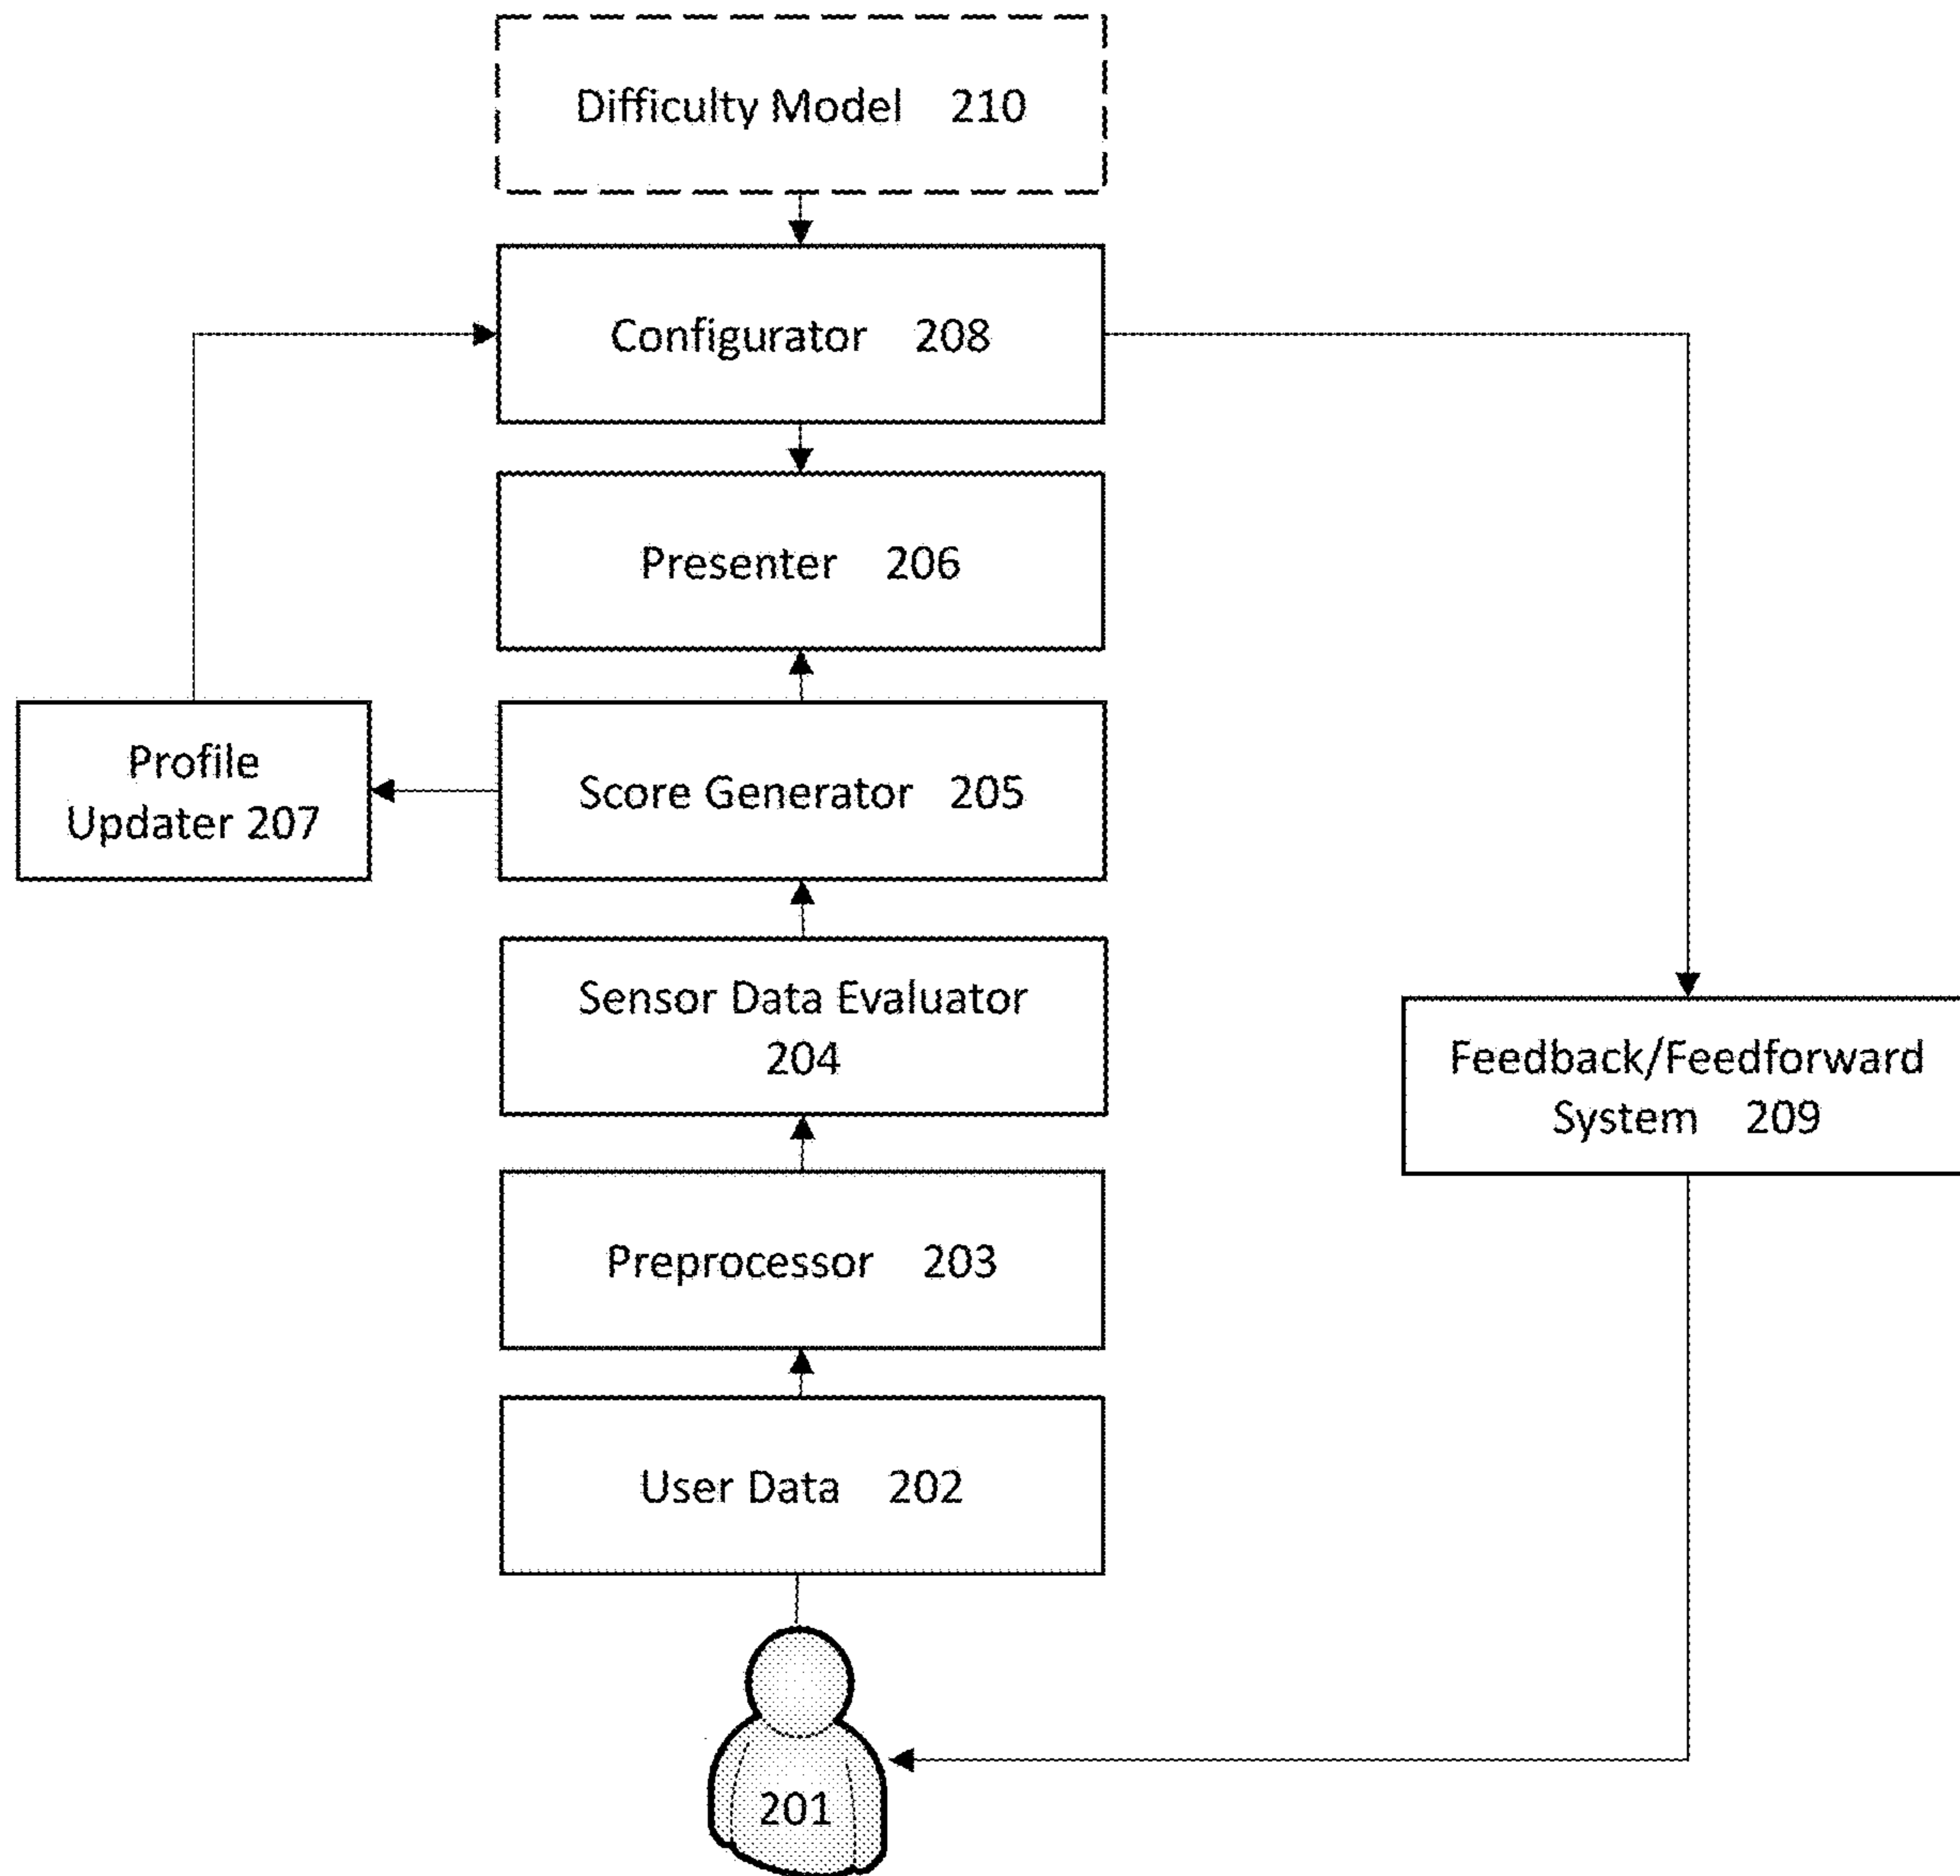 Difficulty Model 210
Configurator 208
Presenter 206
Profile
Updater 207
Score Generator 205
Sensor Data Evaluator
204
Feedback/Feedforward
System 209
Preprocessor 203
User Data 202
201